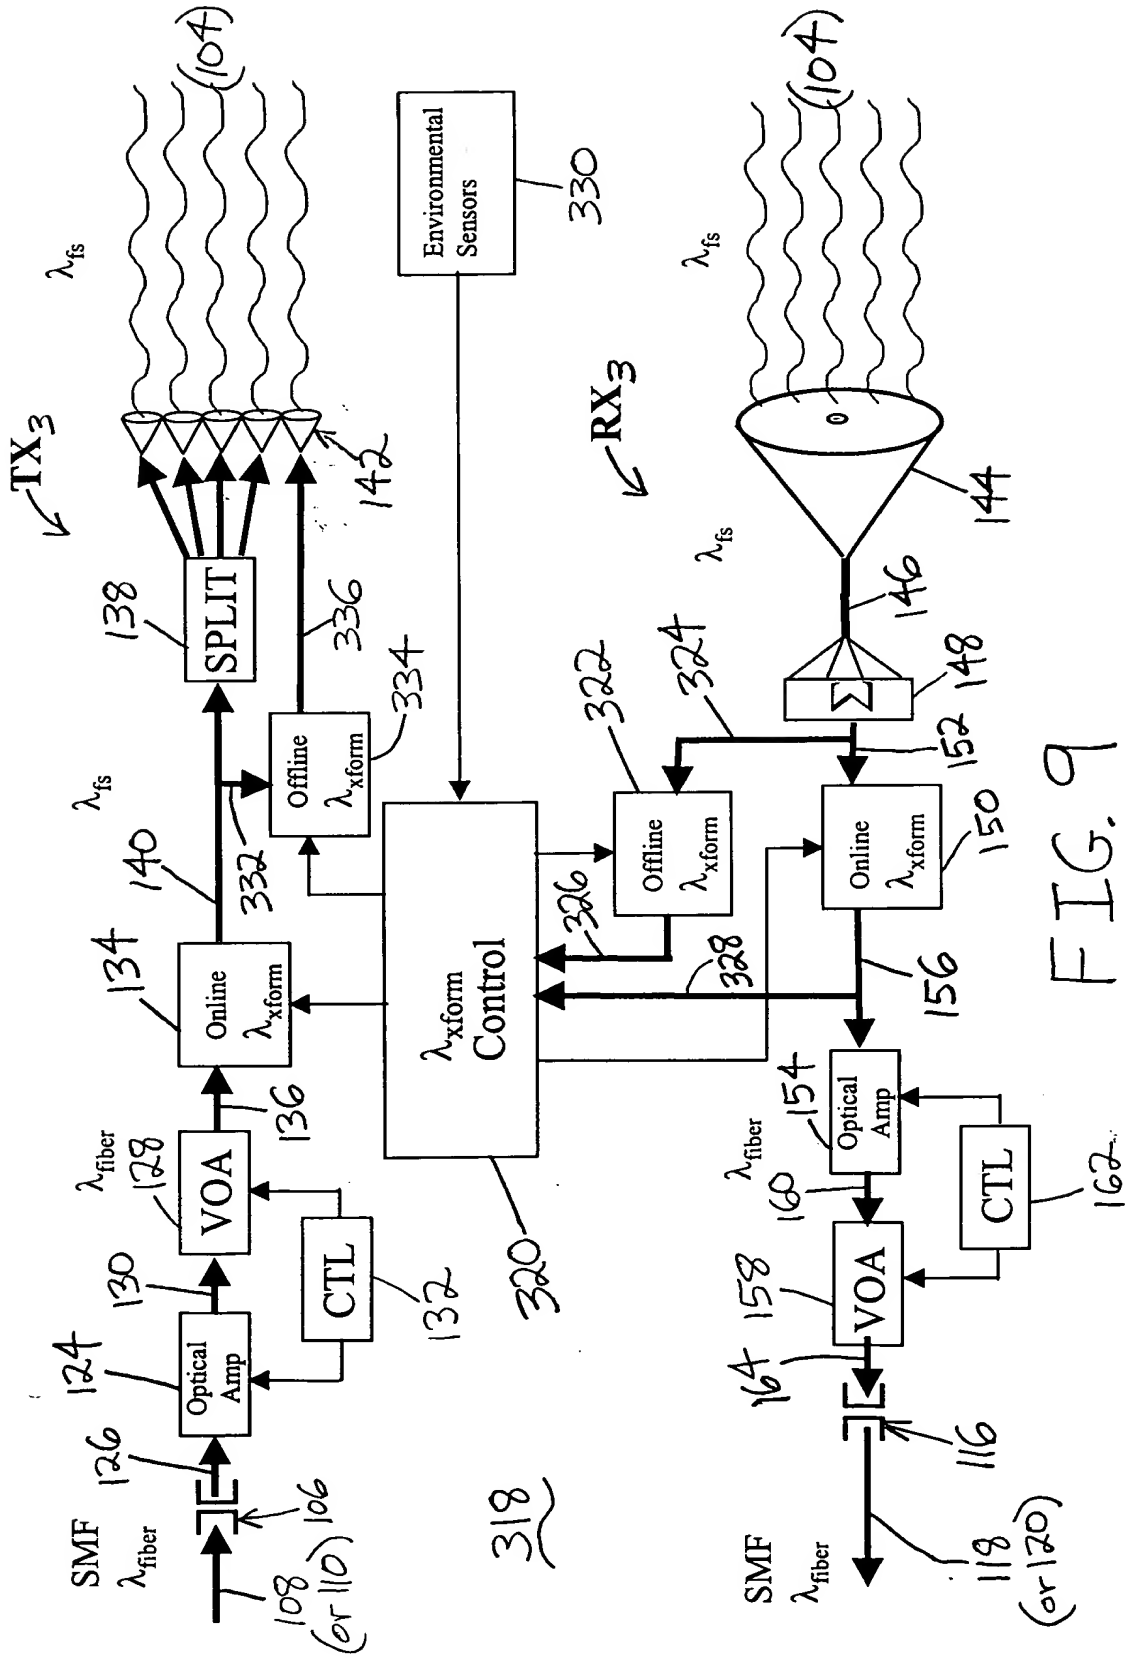 TX3
SMF
λfiber
108
(or 110)
106
126
124
Optical
Amp
130
128
VOA
λfiber
CTL
132
136
134
Online
λxform
140
λfs
332
Offline
λxform
334
138
SPLIT
336
142
λfs
(104)
318
320
λxform
Control
Environmental
Sensors
330
RX3
λfs
(104)
144
λfs
146
148
Σ
152
324
322
Offline
λxform
326
328
Online
λxform
150
156
154
Optical
Amp
λfiber
160
158
VOA
CTL
162
164
116
SMF
λfiber
118
(or 120)
FIG. 9